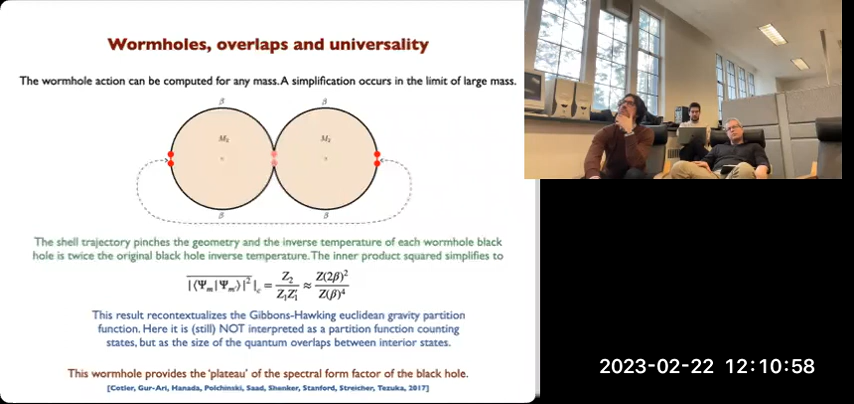 Wormholes, overlaps and universality
The wormhole action can be computed for any mass. A simplification occurs in the limit of large mass.
β β
β β
The shell trajectory pinches the geometry and the inverse temperature of each wormhole black
hole is twice the original black hole inverse temperature. The inner product squared simplifies to
|⟨Ψm|Ψm′⟩|²|c = Z₂ / Z₁Z′₁ ≈ Z(2β)² / Z(β)⁴
This result recontextualizes the Gibbons-Hawking euclidean gravity partition
function. Here it is (still) NOT interpreted as a partition function counting
states, but as the size of the quantum overlaps between interior states.
This wormhole provides the 'plateau' of the spectral form factor of the black hole.
[Cotler, Gur-Ari, Hanada, Polchinski, Saad, Shenker, Stanford, Streicher, Tezuka, 2017]
2023-02-22 12:10:58